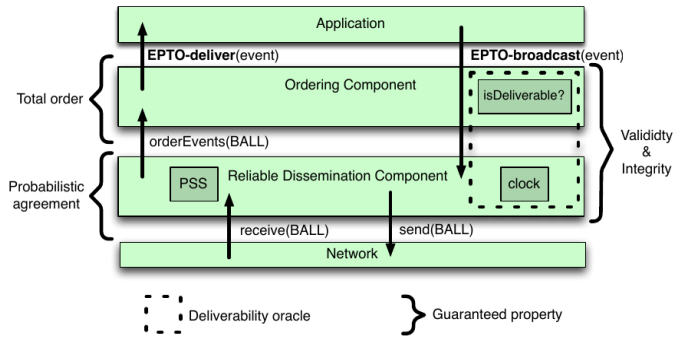 Application
EPTO-deliver(event)
EPTO-broadcast(event)
Total order
Ordering Component
isDeliverable?
Validity
&
Integrity
orderEvents(BALL)
Probabilistic
agreement
PSS
Reliable Dissemination Component
clock
receive(BALL)
send(BALL)
Network
Deliverability oracle
Guaranteed property